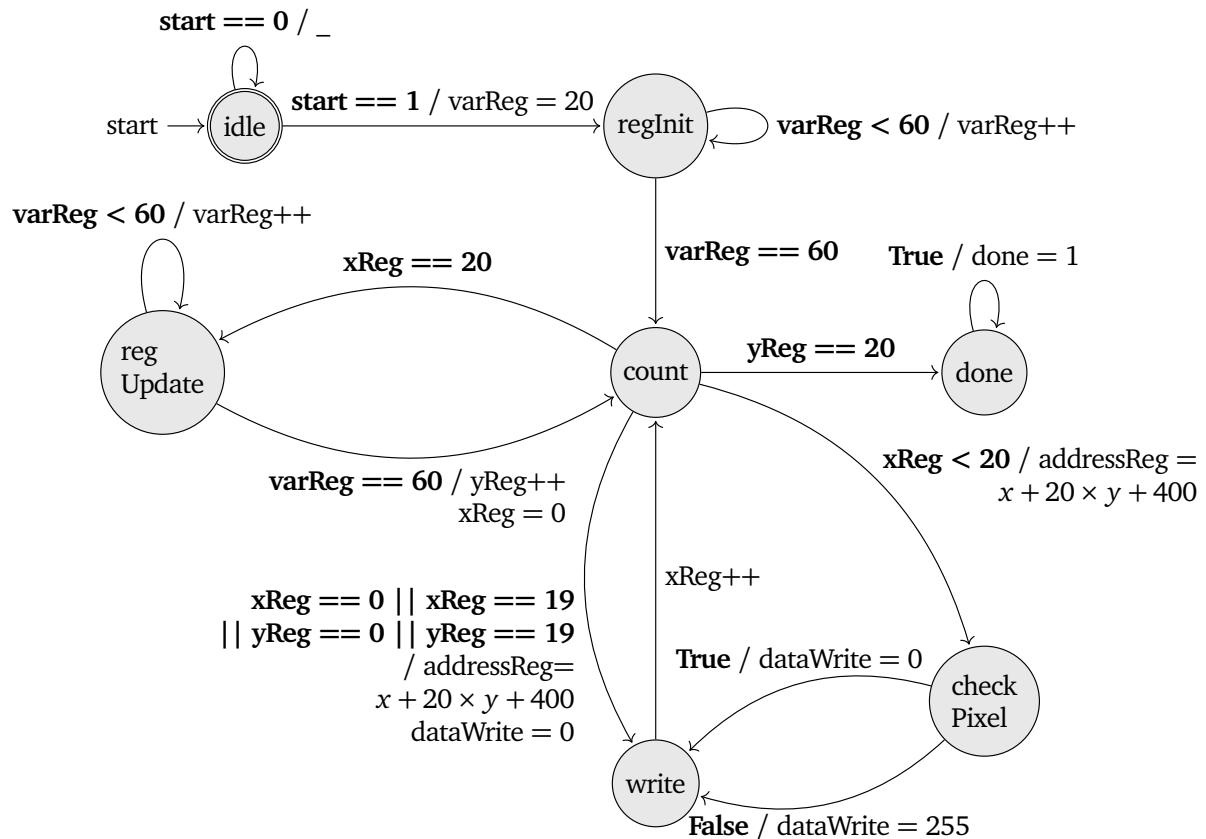 start == 0 / _
start
idle
start == 1 / varReg = 20
regInit
varReg < 60 / varReg++
varReg < 60 / varReg++
xReg == 20
varReg == 60
True / done = 1
reg
Update
count
yReg == 20
done
varReg == 60 / yReg++
xReg = 0
xReg < 20 / addressReg =
x + 20 × y + 400
xReg == 0 || xReg == 19
|| yReg == 0 || yReg == 19
/ addressReg=
x + 20 × y + 400
dataWrite = 0
xReg++
True / dataWrite = 0
check
Pixel
write
False / dataWrite = 255